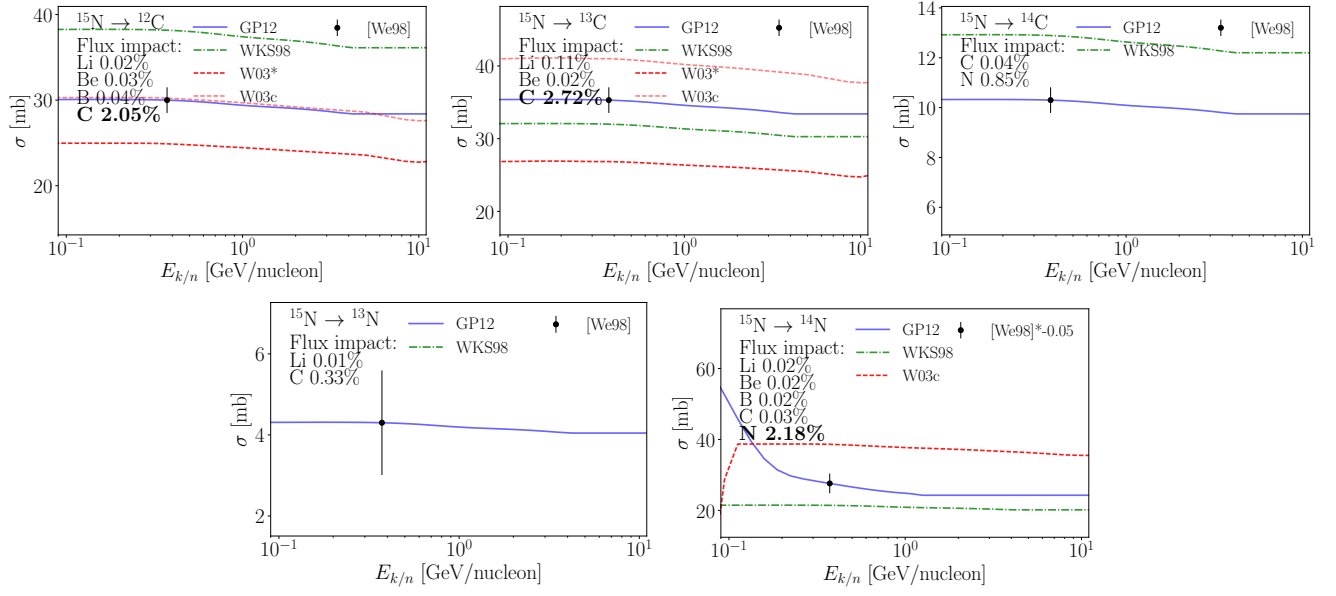 ¹⁵N → ¹²C
Flux impact:
Li 0.02%
Be 0.03%
B 0.04%
C 2.05%
GP12
WKS98
W03*
W03c
[We98]
40
30
20
σ [mb]
10⁻¹
10⁰
10¹
E_{k/n} [GeV/nucleon]
¹⁵N → ¹³C
Flux impact:
Li 0.11%
Be 0.02%
C 2.72%
GP12
WKS98
W03*
W03c
[We98]
40
30
20
σ [mb]
10⁻¹
10⁰
10¹
E_{k/n} [GeV/nucleon]
¹⁵N → ¹⁴C
Flux impact:
C 0.04%
N 0.85%
GP12
WKS98
[We98]
14
12
10
8
6
σ [mb]
10⁻¹
10⁰
10¹
E_{k/n} [GeV/nucleon]
¹⁵N → ¹³N
Flux impact:
Li 0.01%
C 0.33%
GP12
WKS98
[We98]
6
4
2
σ [mb]
10⁻¹
10⁰
10¹
E_{k/n} [GeV/nucleon]
¹⁵N → ¹⁴N
Flux impact:
Li 0.02%
Be 0.02%
B 0.02%
C 0.03%
N 2.18%
GP12
WKS98
W03c
[We98]*-0.05
60
40
20
σ [mb]
10⁻¹
10⁰
10¹
E_{k/n} [GeV/nucleon]